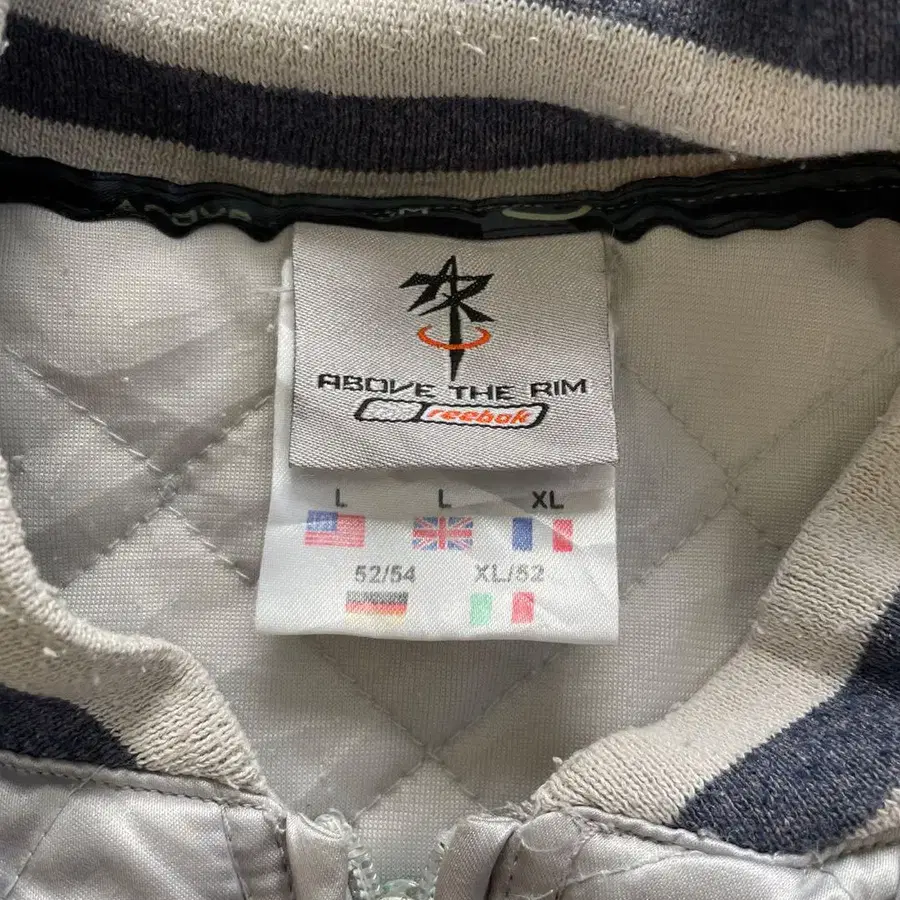 ABOVE THE RIM
reebok
L L XL
52/54 XL/52